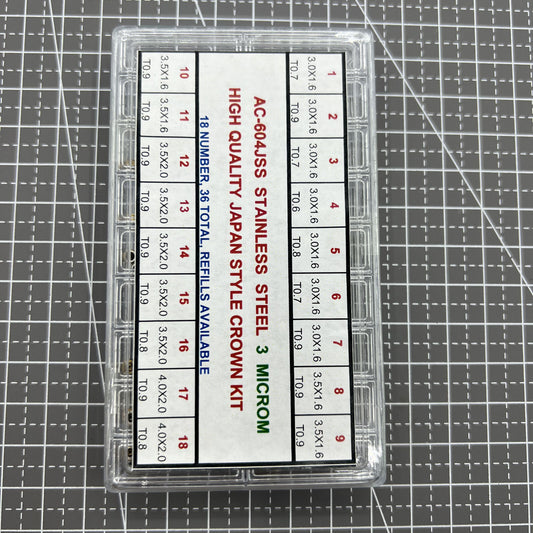 1 2 3 4 5 6 7 8 9
3.0X1.6 3.0X1.6 3.0X1.6 3.0X1.6 3.0X1.6 3.0X1.6 3.0X1.6 3.5X1.6 3.5X1.6
T0.7 T0.9 T0.7 T0.6 T0.8 T0.7 T0.9 T0.9 T0.9
AC-604JSS STAINLESS STEEL 3 MICROM
HIGH QUALITY JAPAN STYLE CROWN KIT
18 NUMBER, 36 TOTAL, REFILLS AVAILABLE
10 11 12 13 14 15 16 17 18
3.5X1.6 3.5X1.6 3.5X2.0 3.5X2.0 3.5X2.0 3.5X2.0 3.5X2.0 4.0X2.0 4.0X2.0
T0.9 T0.9 T0.9 T0.9 T0.9 T0.9 T0.8 T0.9 T0.8